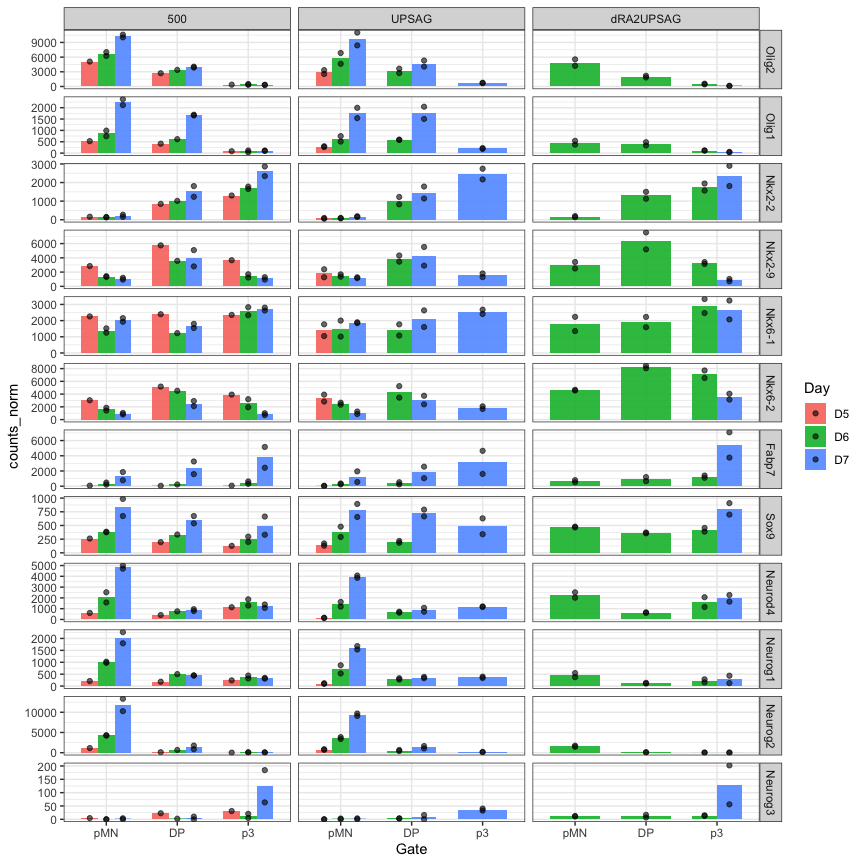 500 UPSAG dRA2UPSAG
9000
6000
3000
0
Olig2
2000
1500
1000
500
0
Olig1
3000
2000
1000
0
Nkx2-2
6000
4000
2000
0
Nkx2-9
3000
2000
1000
0
Nkx6-1
8000
6000
4000
2000
0
Nkx6-2
6000
4000
2000
0
Fabp7
1000
750
500
250
0
Sox9
5000
4000
3000
2000
1000
0
Neurod4
2000
1500
1000
500
0
Neurog1
10000
5000
0
Neurog2
200
150
100
50
0
Neurog3
pMN DP p3 pMN DP p3 pMN DP p3
Gate
counts_norm
Day
D5
D6
D7